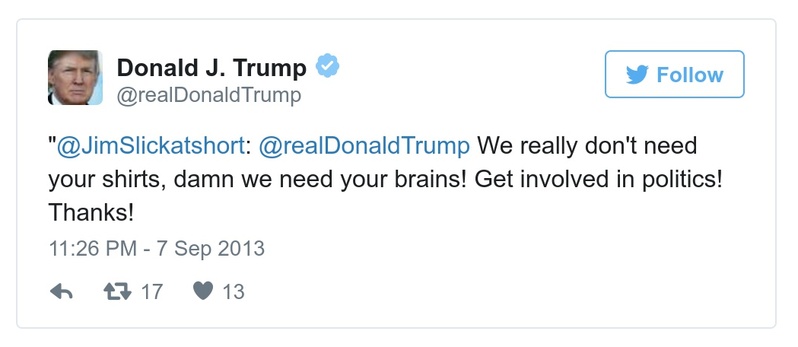 Donald J. Trump
@realDonaldTrump
Follow
"@JimSlickatshort: @realDonaldTrump We really don't need
your shirts, damn we need your brains! Get involved in politics!
Thanks!
11:26 PM - 7 Sep 2013
17 13